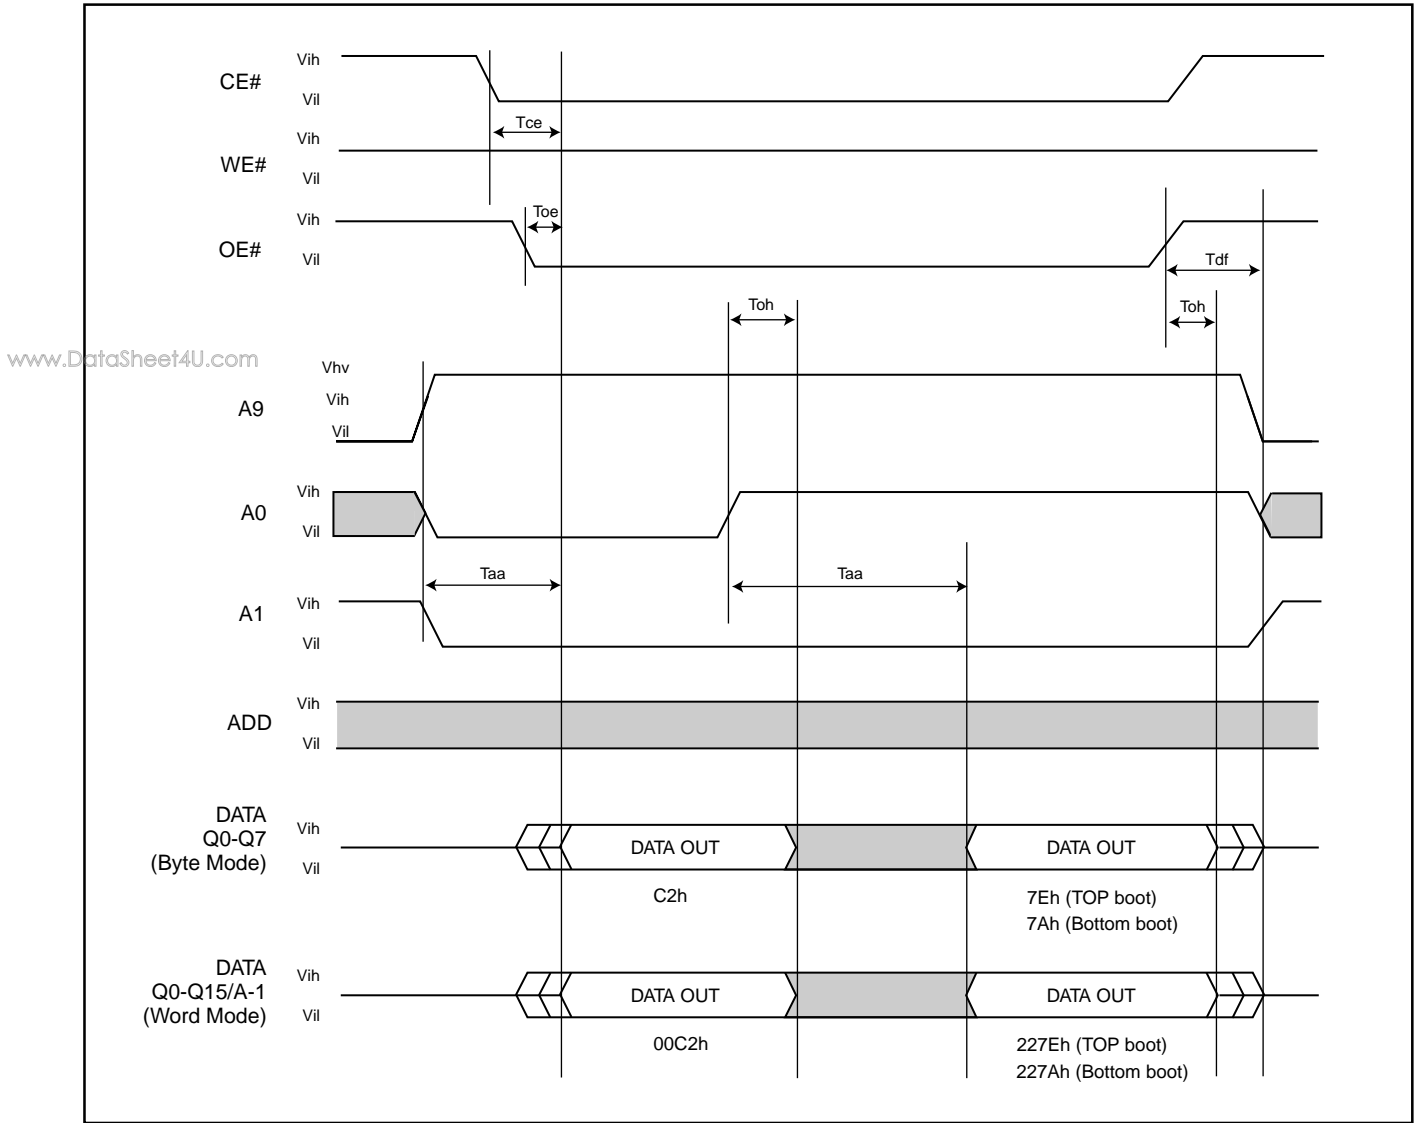 Vih
CE#
Vil
Tce
Vih
WE#
Vil
Vih
Toe
OE#
Vil
Tdf
Toh
Toh
www.DataSheet4U.com
Vhv
A9
Vih
Vil
Vih
A0
Vil
Taa
Taa
Vih
A1
Vil
Vih
ADD
Vil
DATA
Q0-Q7
(Byte Mode)
Vih
Vil
DATA OUT
DATA OUT
C2h
7Eh (TOP boot)
7Ah (Bottom boot)
DATA
Q0-Q15/A-1
(Word Mode)
Vih
Vil
DATA OUT
DATA OUT
00C2h
227Eh (TOP boot)
227Ah (Bottom boot)